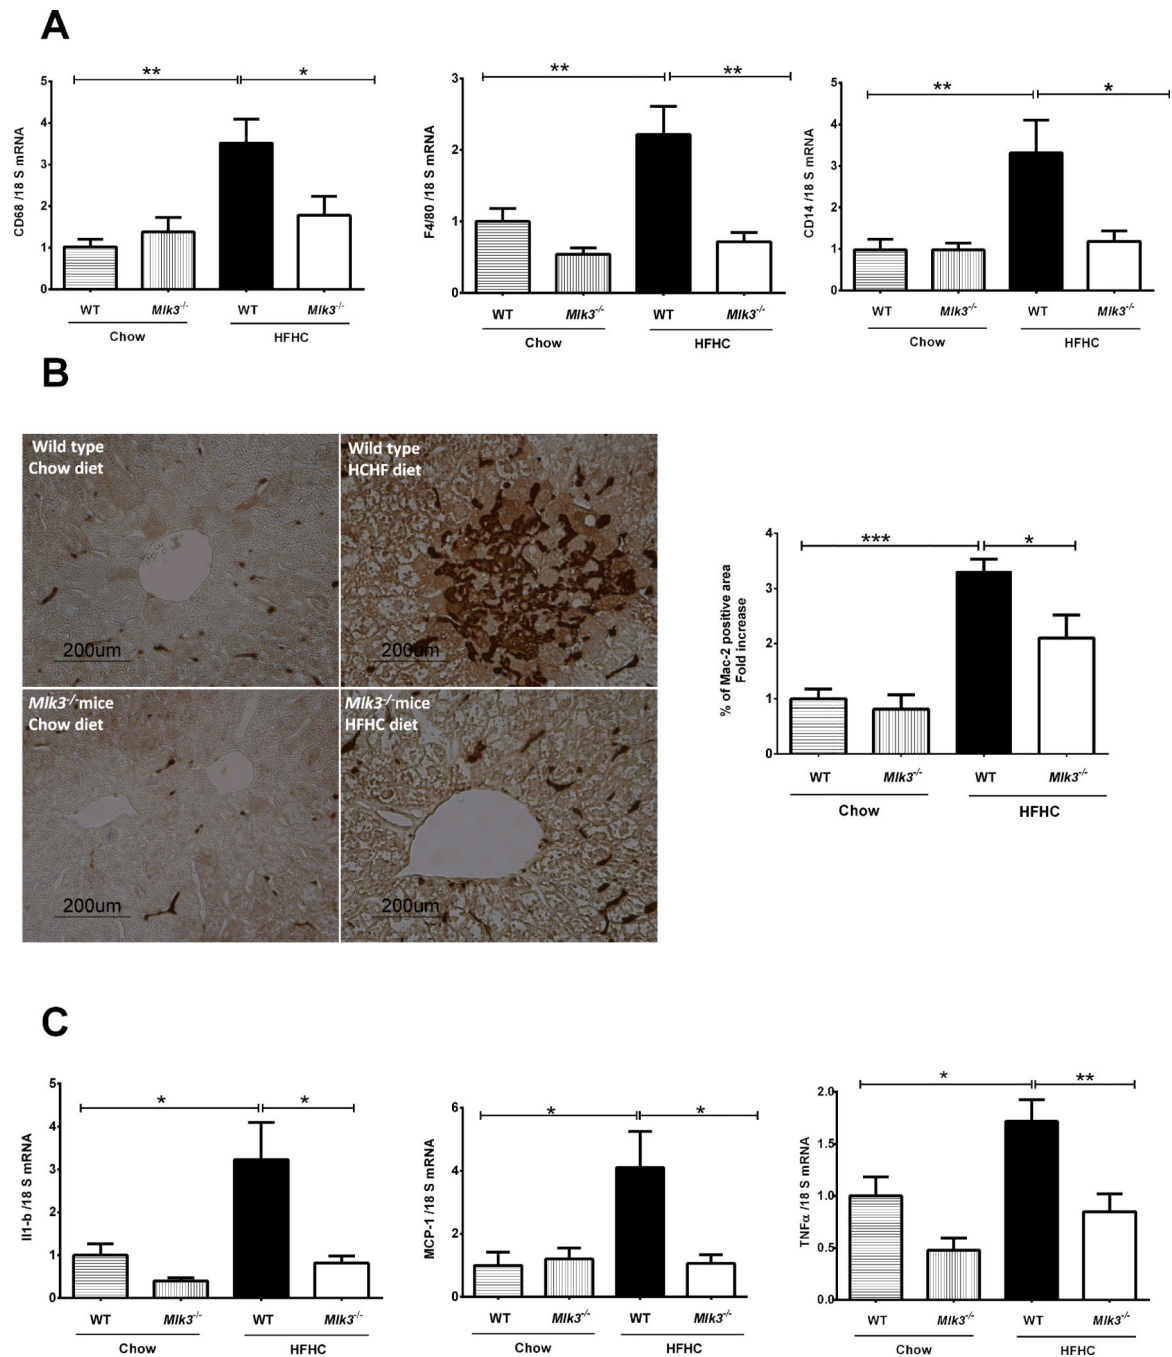 A
CD68 /18 S mRNA
5
4
3
2
1
0
**
*
WT
Mlk3-/-
WT
Mlk3-/-
Chow
HFHC
F4/80 /18 S mRNA
3
2
1
0
**
**
WT
Mlk3-/-
WT
Mlk3-/-
Chow
HFHC
CD14 /18 S mRNA
5
4
3
2
1
0
**
*
WT
Mlk3-/-
WT
Mlk3-/-
Chow
HFHC
B
Wild type
Chow diet
200um
Wild type
HCHF diet
200um
Mlk3-/-mice
Chow diet
200um
Mlk3-/-mice
HFHC diet
200um
% of Mac-2 positive area
Fold increase
4
3
2
1
0
***
*
WT
Mlk3-/-
WT
Mlk3-/-
Chow
HFHC
C
Il1-b /18 S mRNA
5
4
3
2
1
0
*
*
WT
Mlk3-/-
WT
Mlk3-/-
Chow
HFHC
MCP-1 /18 S mRNA
6
4
2
0
*
*
WT
Mlk3-/-
WT
Mlk3-/-
Chow
HFHC
TNFα /18 S mRNA
2.0
1.5
1.0
0.5
0.0
*
**
WT
Mlk3-/-
WT
Mlk3-/-
Chow
HFHC